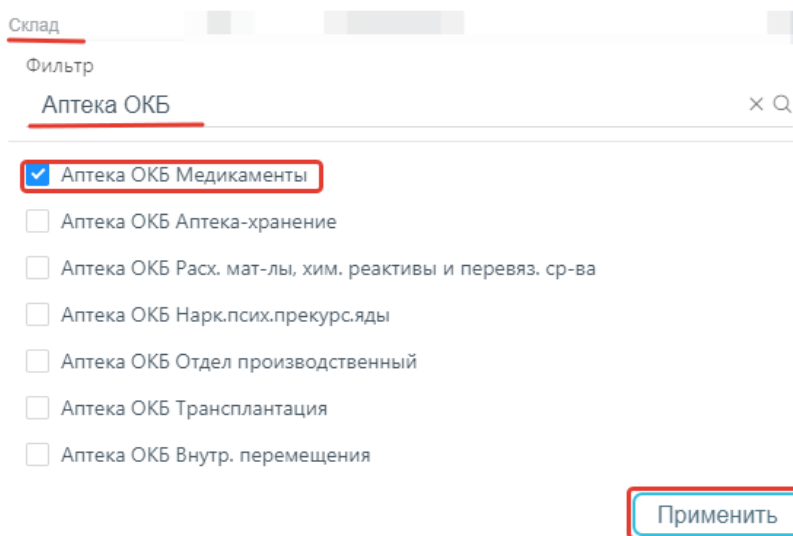 Склад
Фильтр
Аптека ОКБ
Аптека ОКБ Медикаменты
Аптека ОКБ Аптека-хранение
Аптека ОКБ Расх. мат-лы, хим. реактивы и перевяз. ср-ва
Аптека ОКБ Нарк.псих.прекурс.яды
Аптека ОКБ Отдел производственный
Аптека ОКБ Трансплантация
Аптека ОКБ Внутр. перемещения
Применить